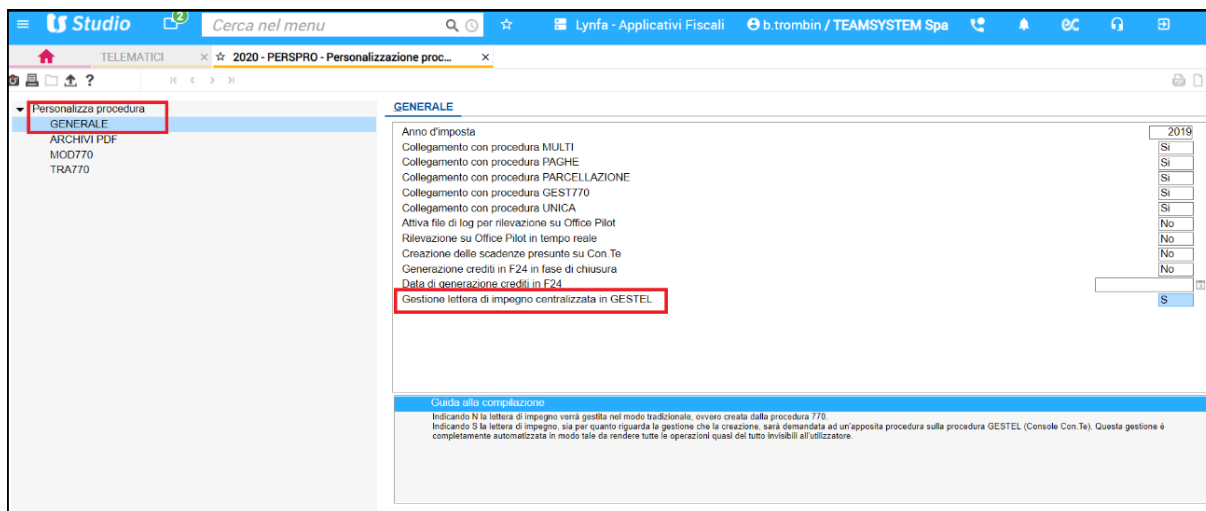 Studio
2
Cerca nel menu
Lynfa - Applicativi Fiscali
b.trombin / TEAMSYSTEM Spa
ec
TELEMATICI × ☆ 2020 - PERSPRO - Personalizzazione proc... ×
?
Personalizza procedura
GENERALE
ARCHIVI PDF
MOD770
TRA770
GENERALE
Anno d'imposta 2019
Collegamento con procedura MULTI Si
Collegamento con procedura PAGHE Si
Collegamento con procedura PARCELLAZIONE Si
Collegamento con procedura GEST770 Si
Collegamento con procedura UNICA Si
Attiva file di log per rilevazione su Office Pilot No
Rilevazione su Office Pilot in tempo reale No
Creazione delle scadenze presunte su Con.Te No
Generazione crediti in F24 in fase di chiusura No
Data di generazione crediti in F24
Gestione lettera di impegno centralizzata in GESTEL S
Guida alla compilazione
Indicando N la lettera di impegno verrà gestita nel modo tradizionale, ovvero creata dalla procedura 770.
Indicando S la lettera di impegno, sia per quanto riguarda la gestione che la creazione, sarà demandata ad un'apposita procedura sulla procedura GESTEL (Console Con.Te). Questa gestione è
completamente automatizzata in modo tale da rendere tutte le operazioni quasi del tutto invisibili all'utilizzatore.